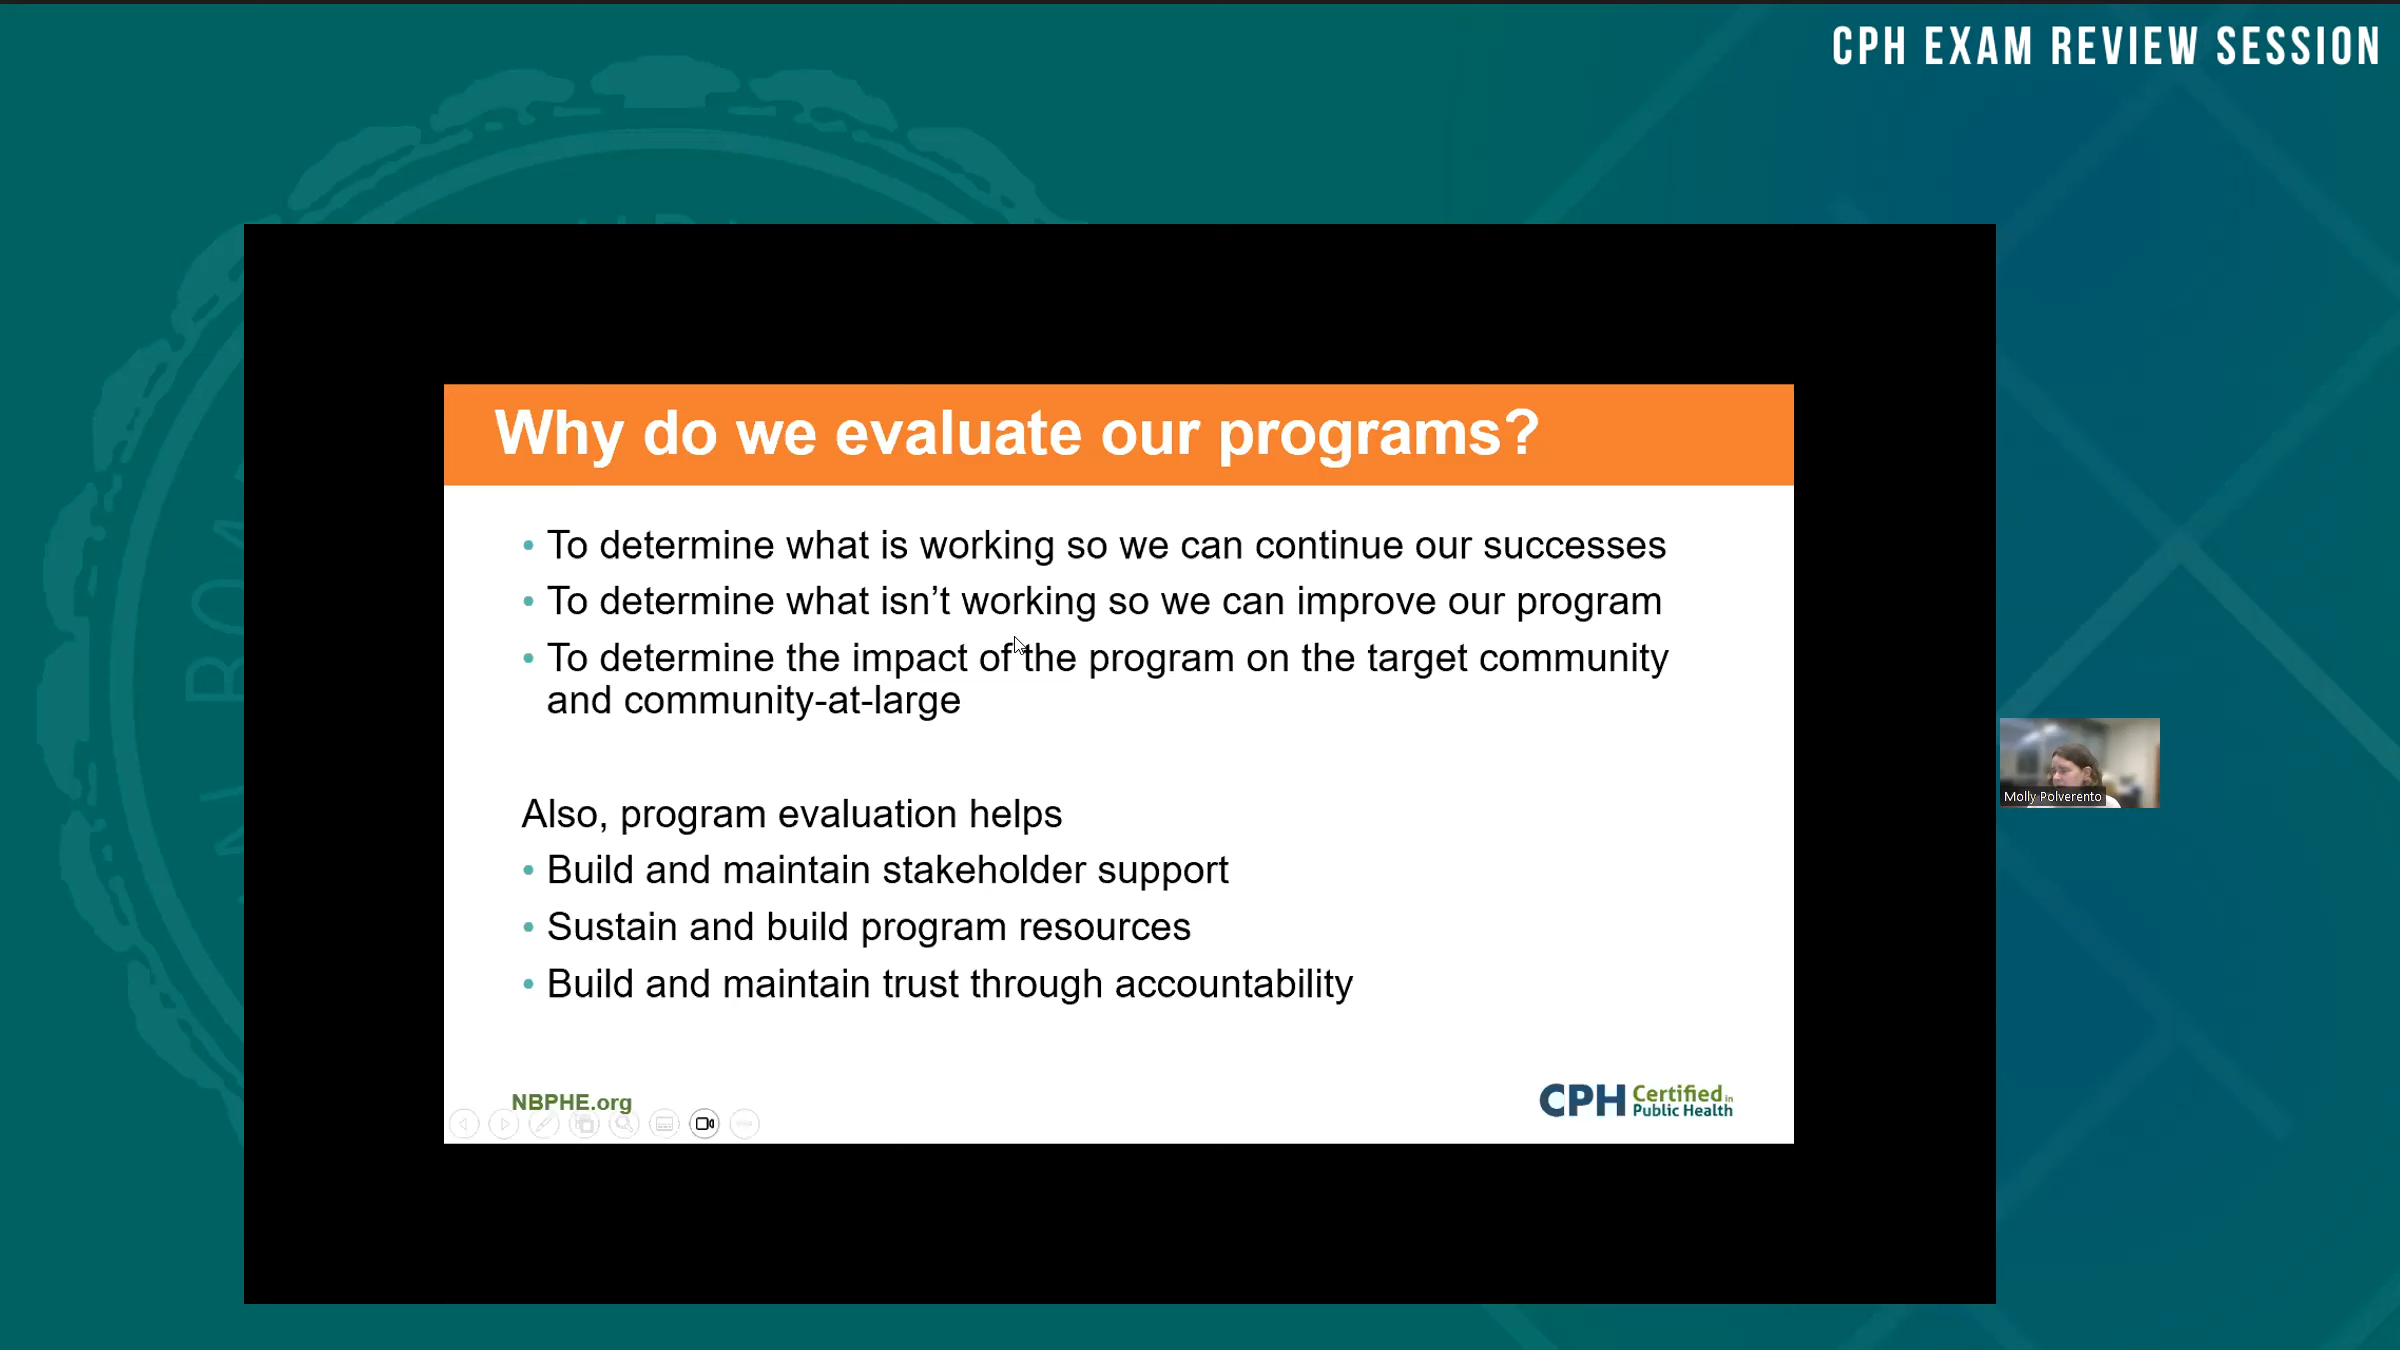 CPH EXAM REVIEW SESSION
Why do we evaluate our programs?
• To determine what is working so we can continue our successes
• To determine what isn’t working so we can improve our program
• To determine the impact of the program on the target community
and community-at-large
Also, program evaluation helps
• Build and maintain stakeholder support
• Sustain and build program resources
• Build and maintain trust through accountability
NBPHE.org
CPH Certified in
Public Health
Molly Polverento